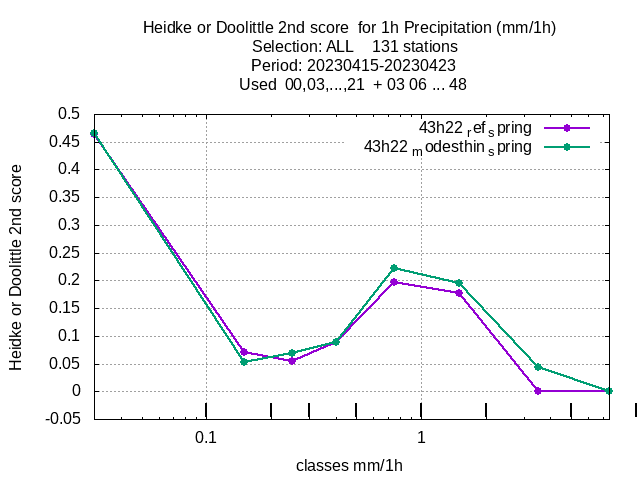 Heidke or Doolittle 2nd score  for 1h Precipitation (mm/1h)
Selection: ALL    131 stations
Period: 20230415-20230423
Used  00,03,...,21  + 03 06 ... 48
43h22 ref spring
43h22 modesthin spring
0.5
0.45
0.4
0.35
0.3
0.25
0.2
0.15
0.1
0.05
0
-0.05
Heidke or Doolittle 2nd score
0.1
1
classes mm/1h